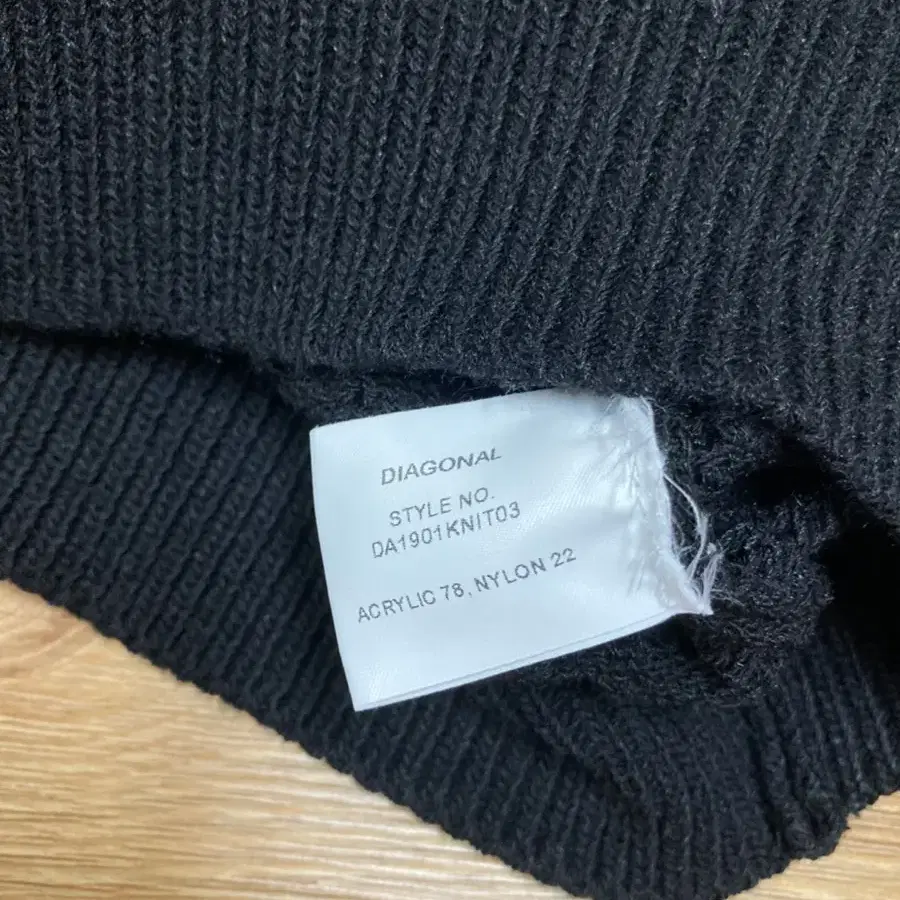 DIAGONAL
STYLE NO.
DA1901KNIT03
ACRYLIC 78, NYLON 22